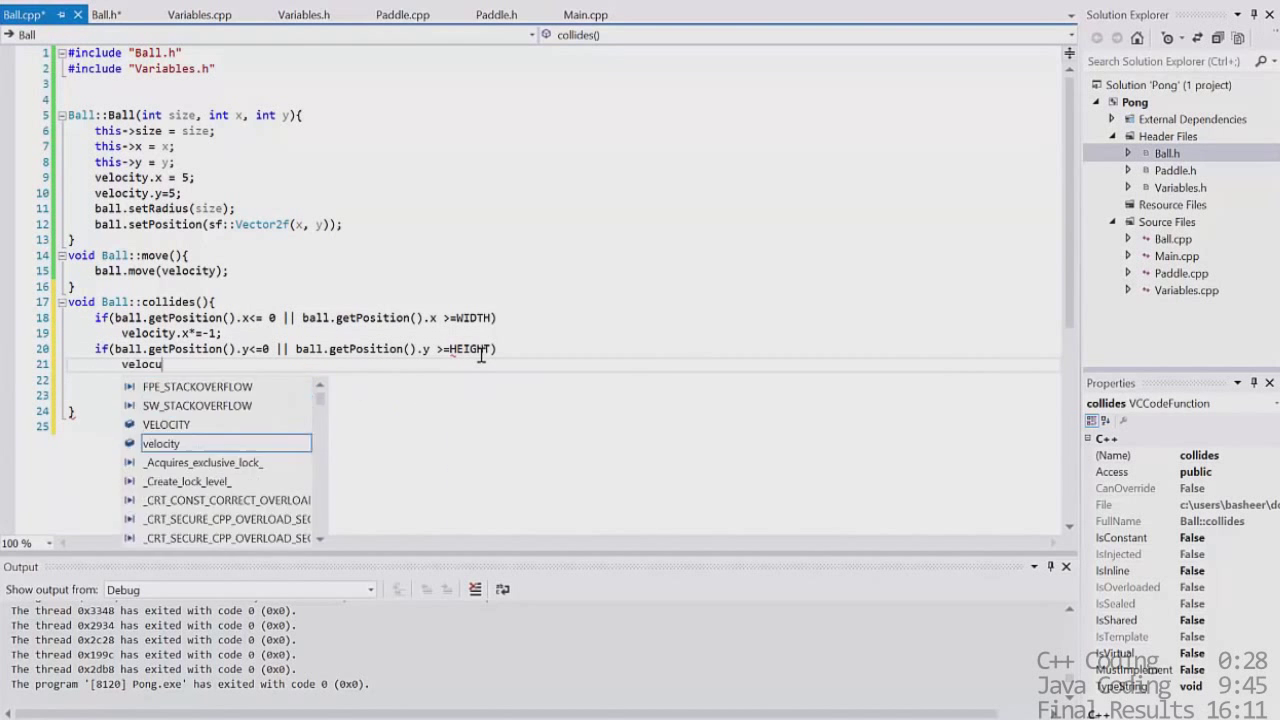 Ball.cpp* Ball.h* Variables.cpp Variables.h Paddle.cpp Paddle.h Main.cpp
Ball collides()
1 #include "Ball.h"
2 #include "Variables.h"
3
4
5 Ball::Ball(int size, int x, int y){
6 this->size = size;
7 this->x = x;
8 this->y = y;
9 velocity.x = 5;
10 velocity.y=5;
11 ball.setRadius(size);
12 ball.setPosition(sf::Vector2f(x, y));
13 }
14 void Ball::move(){
15 ball.move(velocity);
16 }
17 void Ball::collides(){
18 if(ball.getPosition().x<= 0 || ball.getPosition().x >=WIDTH)
19 velocity.x*=-1;
20 if(ball.getPosition().y<=0 || ball.getPosition().y >=HEIGHT)
21 velocu
22
23
24 }
25
FPE_STACKOVERFLOW
SW_STACKOVERFLOW
VELOCITY
velocity
_Acquires_exclusive_lock_
_Create_lock_level_
_CRT_CONST_CORRECT_OVERLOAD
_CRT_SECURE_CPP_OVERLOAD_SEC
_CRT_SECURE_CPP_OVERLOAD_SEC
100 %
Output
Show output from: Debug
The thread 0x3348 has exited with code 0 (0x0).
The thread 0x2934 has exited with code 0 (0x0).
The thread 0x2c28 has exited with code 0 (0x0).
The thread 0x199c has exited with code 0 (0x0).
The thread 0x2db8 has exited with code 0 (0x0).
The program '[8120] Pong.exe' has exited with code 0 (0x0).
Solution Explorer
Search Solution Explorer (Ctrl+;)
Solution 'Pong' (1 project)
Pong
External Dependencies
Header Files
Ball.h
Paddle.h
Variables.h
Resource Files
Source Files
Ball.cpp
Main.cpp
Paddle.cpp
Variables.cpp
Properties
collides VCCodeFunction
C++
(Name) collides
Access public
CanOverride False
File c:\users\basheer\do
FullName Ball::collides
IsConstant False
IsInjected False
IsInline False
IsOverloaded False
IsSealed False
IsShared False
IsTemplate False
IsVirtual False
MustImplement False
TypeString void
C++
C++ Coding 0:28
Java Coding 9:45
Final Results 16:11